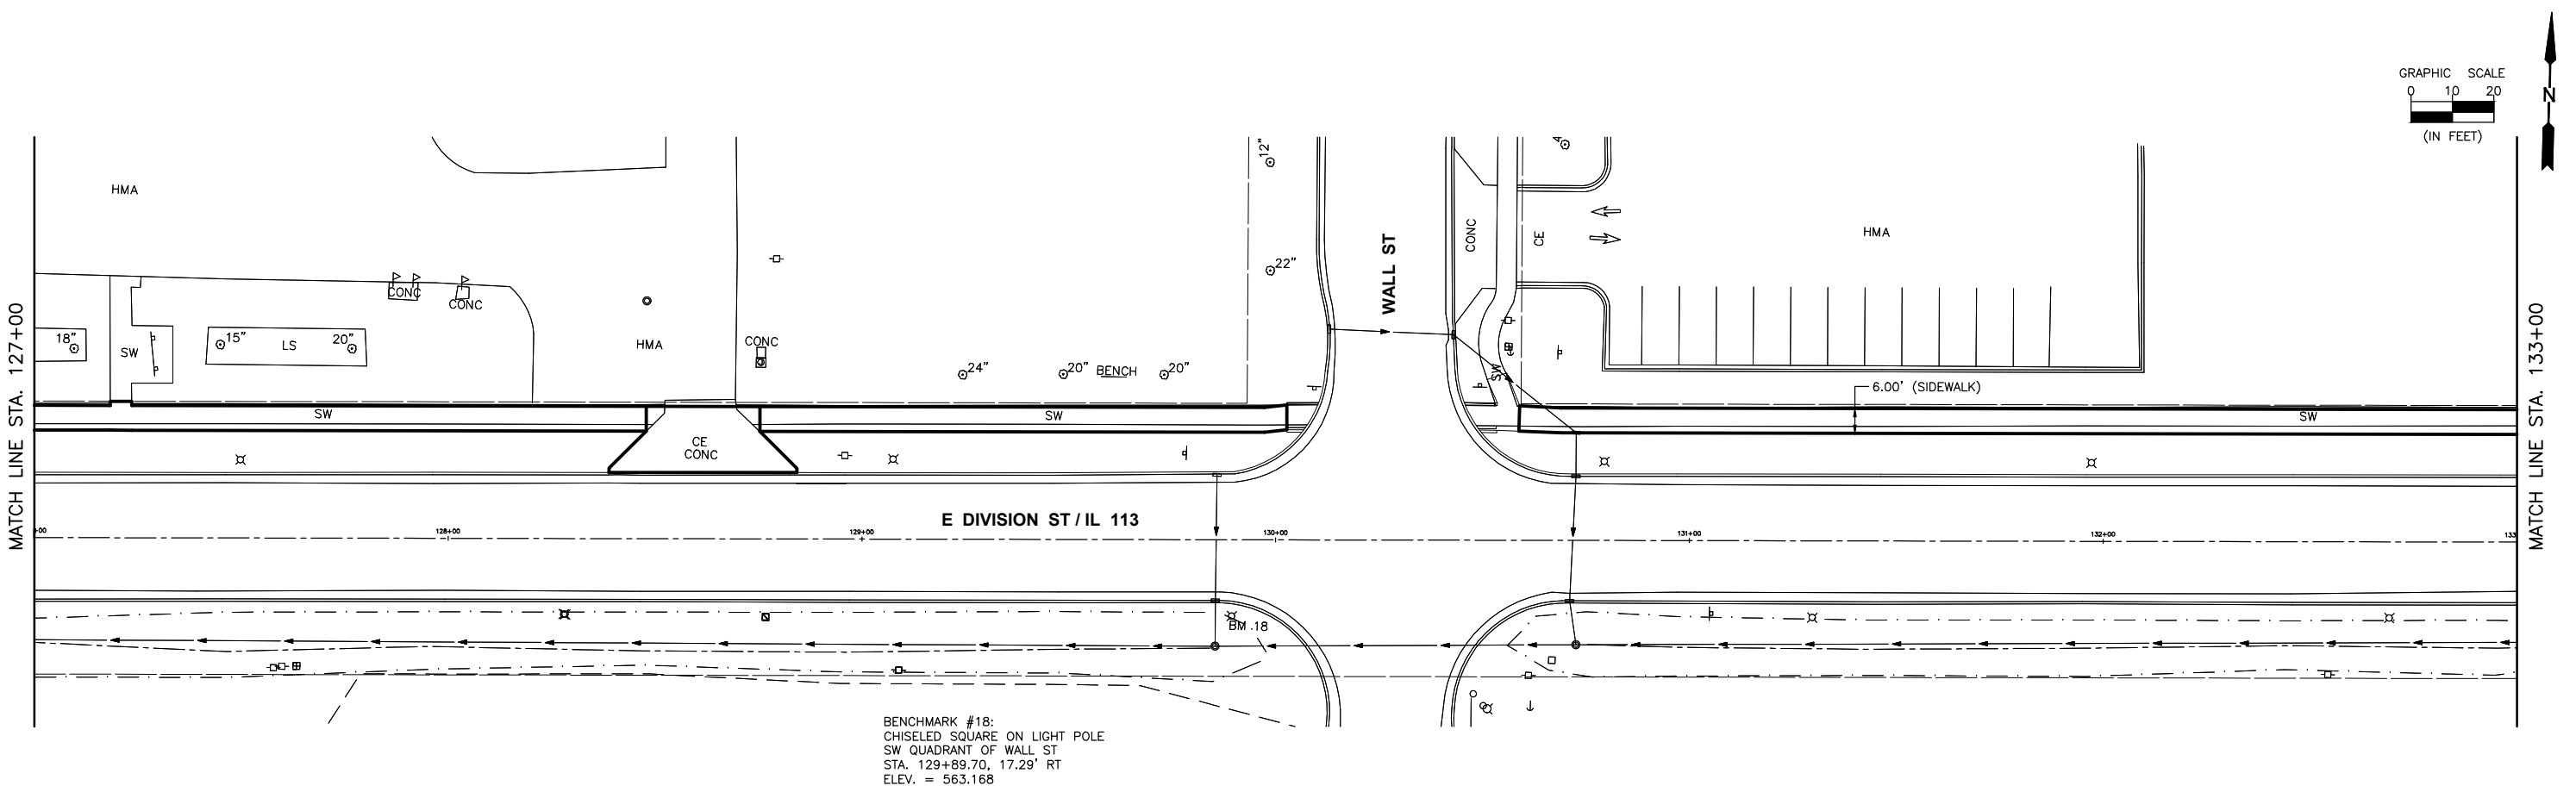 GRAPHIC SCALE
0 10 20
(IN FEET)
N
MATCH LINE STA. 127+00
MATCH LINE STA. 133+00
HMA
12"
22"
CONC
CE
HMA
WALL ST
CONC
CONC
18"
SW
15"
LS
20"
HMA
CONC
24"
20"
BENCH
20"
SW
6.00' (SIDEWALK)
SW
SW
SW
CE
CONC
E DIVISION ST / IL 113
+00
128+00
129+00
130+00
131+00
132+00
133
BM .18
BENCHMARK #18:
CHISELED SQUARE ON LIGHT POLE
SW QUADRANT OF WALL ST
STA. 129+89.70, 17.29' RT
ELEV. = 563.168